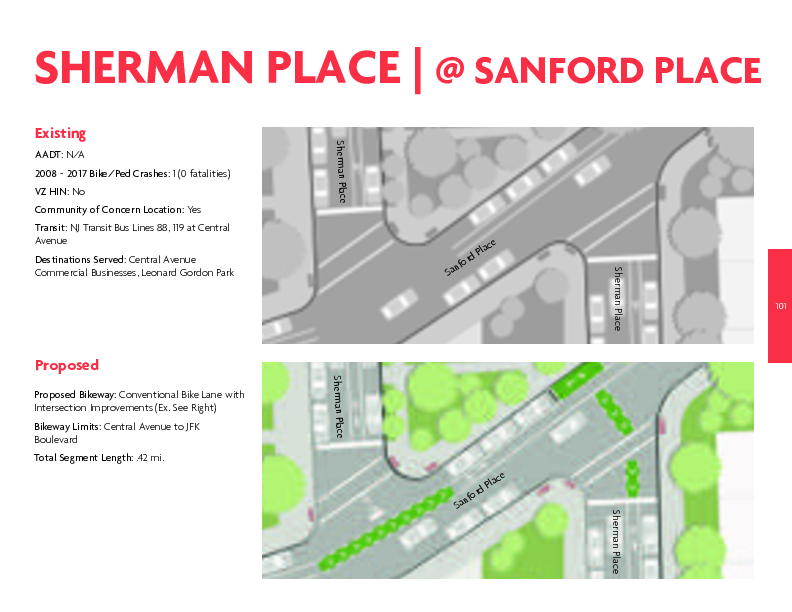 SHERMAN PLACE | @ SANFORD PLACE
Existing
AADT: N/A
2008 - 2017 Bike/Ped Crashes: 1 (0 fatalities)
VZ HIN: No
Community of Concern Location: Yes
Transit: NJ Transit Bus Lines 88, 119 at Central
Avenue
Destinations Served: Central Avenue
Commercial Businesses, Leonard Gordon Park
Sherman Place
Sanford Place
Sherman Place
101
Proposed
Proposed Bikeway: Conventional Bike Lane with
Intersection Improvements (Ex. See Right)
Bikeway Limits: Central Avenue to JFK
Boulevard
Total Segment Length: .42 mi.
Sherman Place
Sanford Place
Sherman Place